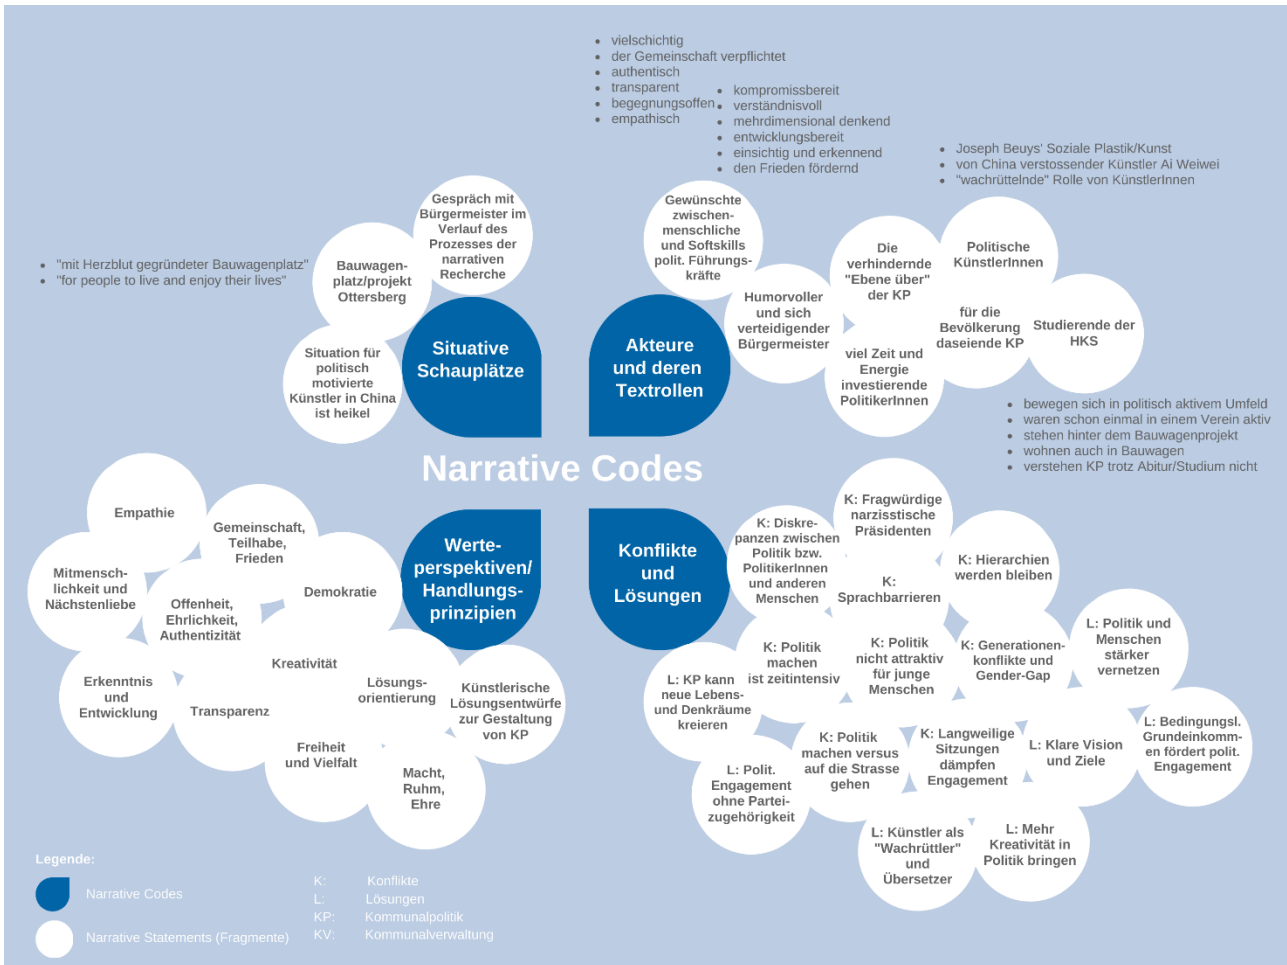 vielschichtig
der Gemeinschaft verpflichtet
authentisch
transparent
begegnungsoffen
empathisch
kompromissbereit
verständnisvoll
mehrdimensional denkend
entwicklungsbereit
einsichtig und erkennend
den Frieden fördernd
Joseph Beuys' Soziale Plastik/Kunst
von China verstossender Künstler Ai Weiwei
"wachrüttelnde" Rolle von KünstlerInnen
"mit Herzblut gegründeter Bauwagenplatz"
"for people to live and enjoy their lives"
Gespräch mit
Bürgermeister im
Verlauf des
Prozesses der
narrativen
Recherche
Bauwagen-
platz/projekt
Ottersberg
Situation für
politisch
motivierte
Künstler in China
ist heikel
Situative
Schauplätze
Gewünschte
zwischen-
menschliche
und Softskills
polit. Führungs-
kräfte
Humorvoller
und sich
verteidigender
Bürgermeister
Die
verhindernde
"Ebene über"
der KP
viel Zeit und
Energie
investierende
PolitikerInnen
Politische
KünstlerInnen
für die
Bevölkerung
daseiende KP
Studierende der
HKS
Akteure
und deren
Textrollen
bewegen sich in politisch aktivem Umfeld
waren schon einmal in einem Verein aktiv
stehen hinter dem Bauwagenprojekt
wohnen auch in Bauwagen
verstehen KP trotz Abitur/Studium nicht
Narrative Codes
Empathie
Gemeinschaft,
Teilhabe,
Frieden
Mitmensch-
lichkeit und
Nächstenliebe
Offenheit,
Ehrlichkeit,
Authentizität
Demokratie
Werte-
perspektiven/
Handlungs-
prinzipien
Kreativität
Erkenntnis
und
Entwicklung
Transparenz
Lösungs-
orientierung
Künstlerische
Lösungsentwürfe
zur Gestaltung
von KP
Freiheit
und Vielfalt
Macht,
Ruhm,
Ehre
Konflikte
und
Lösungen
K: Diskre-
panzen zwischen
Politik bzw.
PolitikerInnen
und anderen
Menschen
K: Fragwürdige
narzisstische
Präsidenten
K:
Sprachbarrieren
K: Hierarchien
werden bleiben
K: Politik
machen
ist zeitintensiv
K: Politik
nicht attraktiv
für junge
Menschen
K: Generationen-
konflikte und
Gender-Gap
L: Politik und
Menschen
stärker
vernetzen
L: KP kann
neue Lebens-
und Denkräume
kreieren
K: Politik
machen versus
auf die Strasse
gehen
K: Langweilige
Sitzungen
dämpfen
Engagement
L: Klare Vision
und Ziele
L: Bedingungsl.
Grundeinkomm-
en fördert polit.
Engagement
L: Polit.
Engagement
ohne Partei-
zugehörigkeit
L: Künstler als
"Wachrüttler"
und
Übersetzer
L: Mehr
Kreativität in
Politik bringen
Legende:
Narrative Codes
Narrative Statements (Fragmente)
K: Konflikte
L: Lösungen
KP: Kommunalpolitik
KV: Kommunalverwaltung